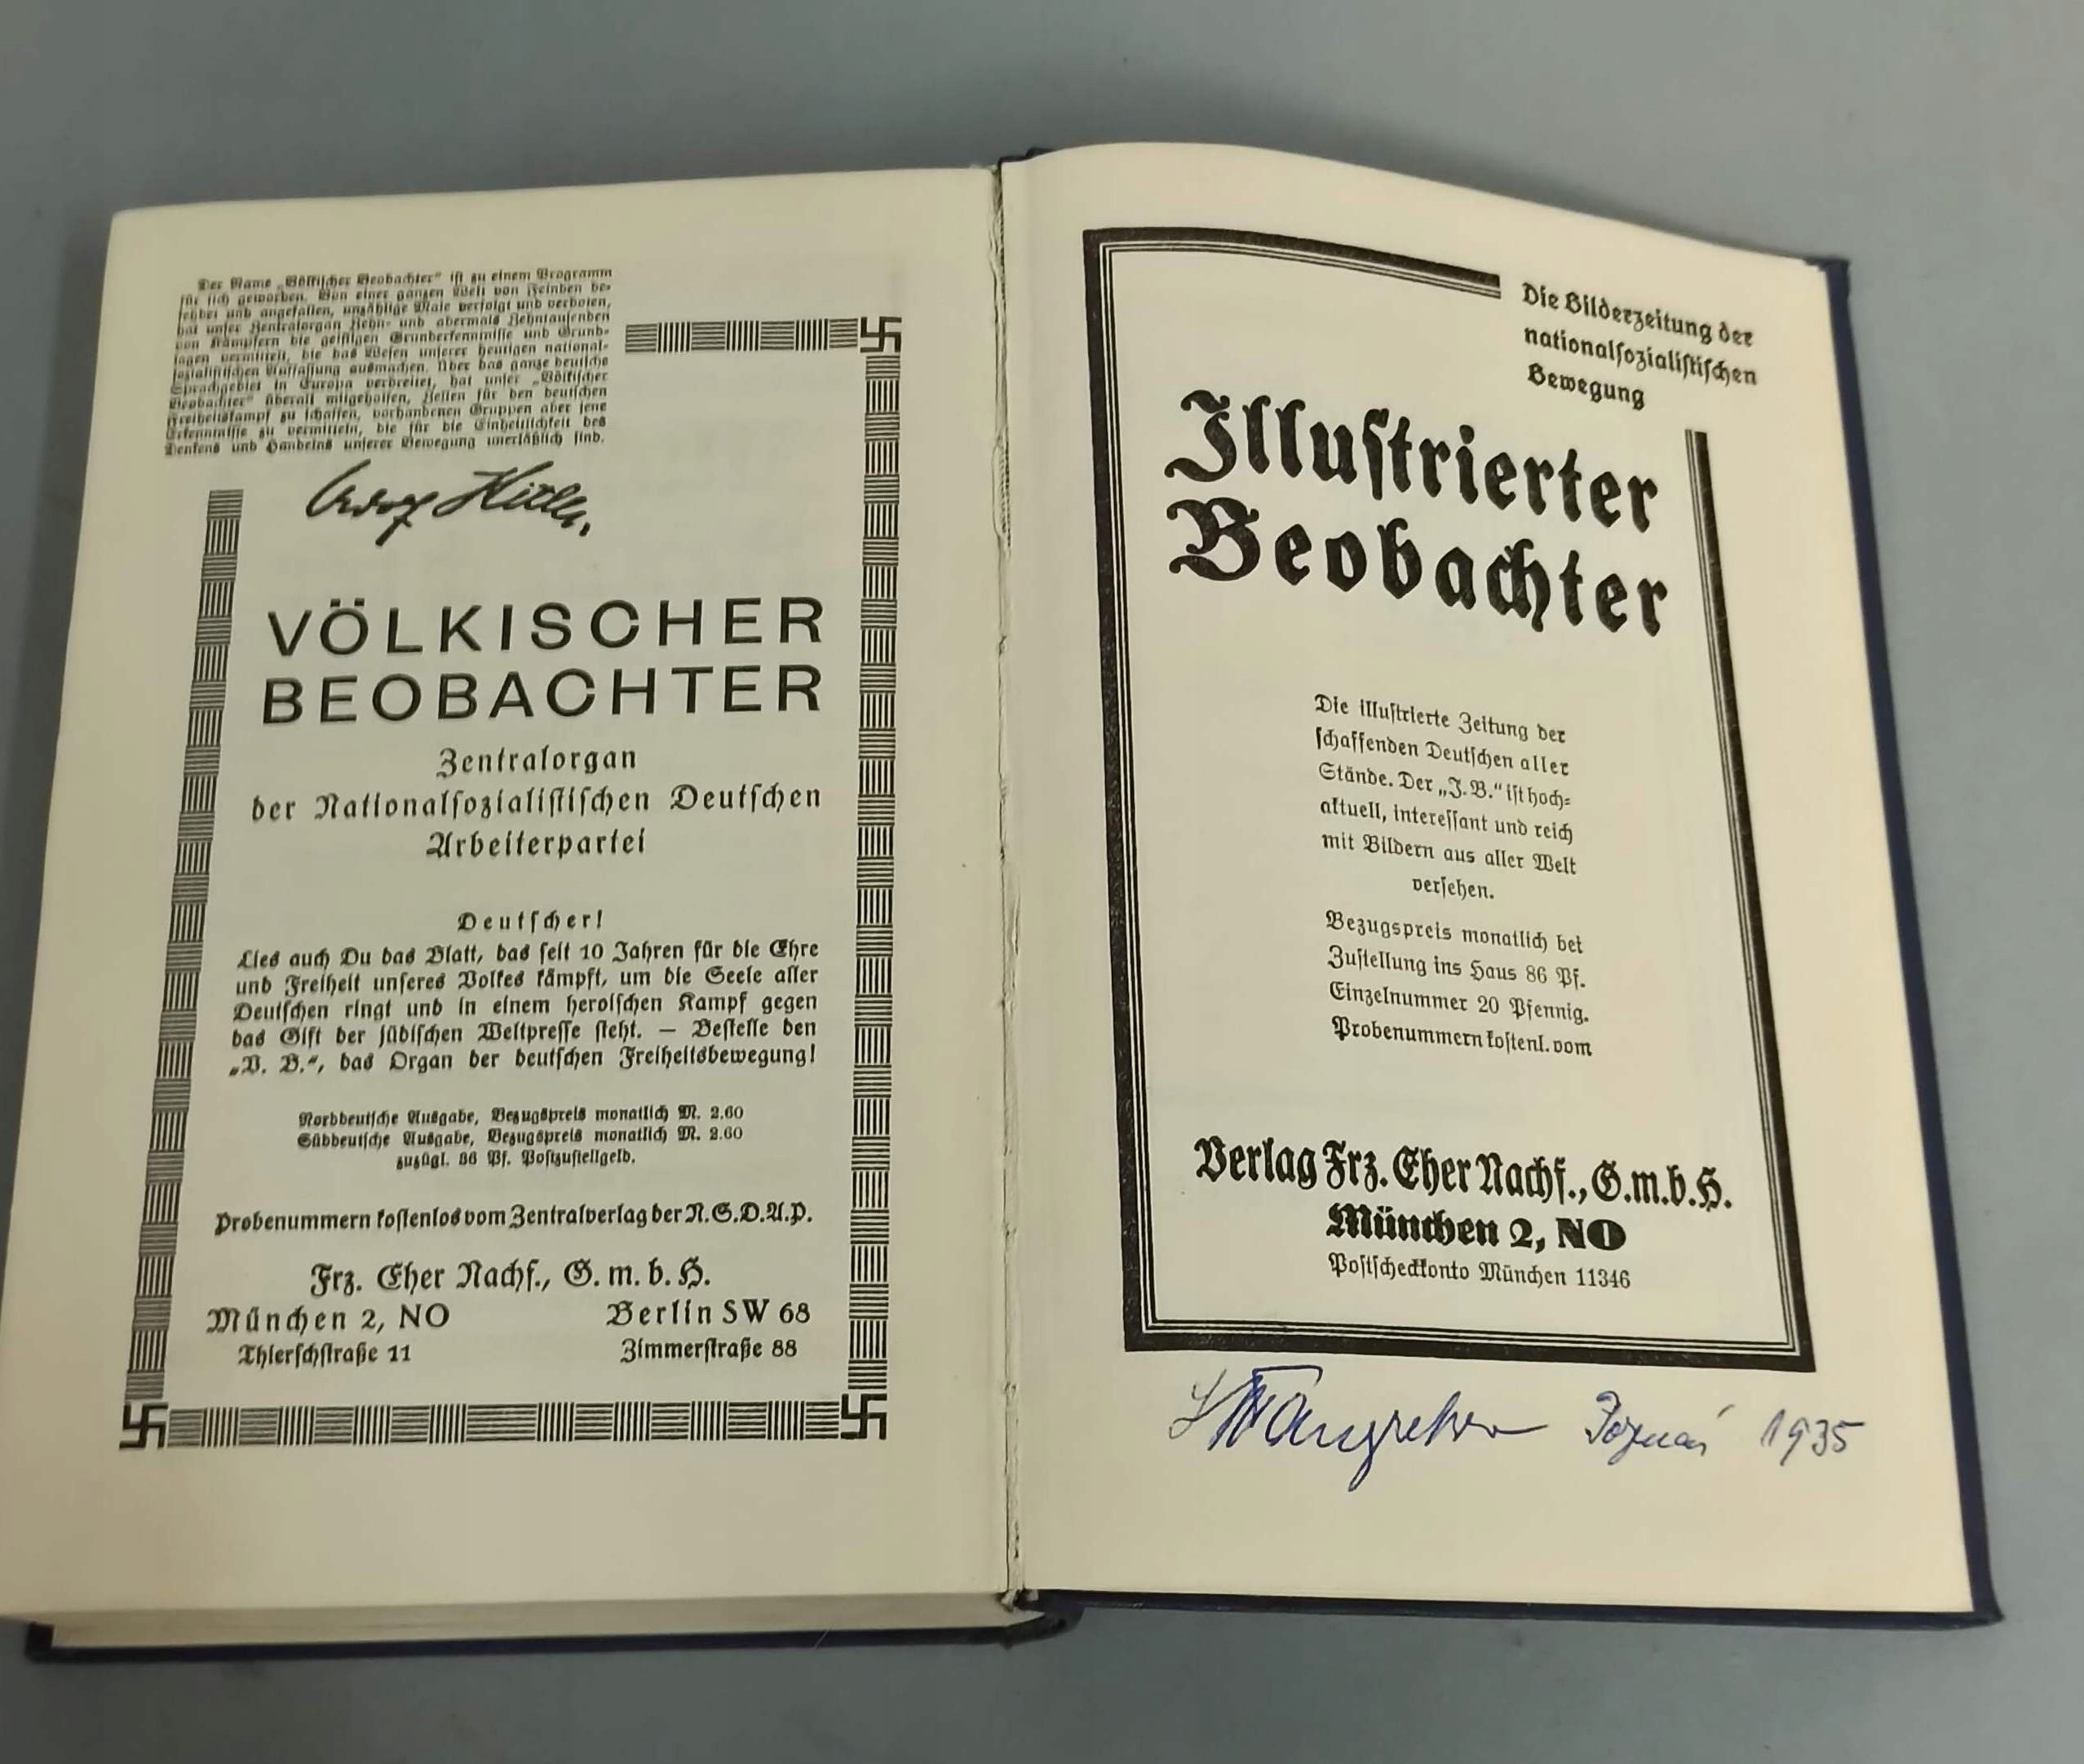 Der Name „Völkischer Beobachter“ ist zu einem Programm
für sich geworden. Von einer ganzen Welt von Feinden be-
fehdet und angefallen, unzählige Male verfolgt und verboten,
hat unser Zentralorgan Zehn- und abermals Zehntausenden
von Kämpfern die geistigen Grunderkenntnisse und Grund-
lagen vermittelt, die das Wesen unserer heutigen national-
sozialistischen Auffassung ausmachen. Über das ganze deutsche
Sprachgebiet in Europa verbreitet, hat unser „Völkischer
Beobachter“ überall mitgeholfen, Zellen für den deutschen
Freiheitskampf zu schaffen, vorhandenen Gruppen aber jene
Erkenntnisse zu vermitteln, die für die Einheitlichkeit des
Denkens und Handelns unserer Bewegung unerläßlich sind.
Adolf Hitler.
VÖLKISCHER
BEOBACHTER
Zentralorgan
der Nationalsozialistischen Deutschen
Arbeiterpartei
Deutscher!
Lies auch Du das Blatt, das seit 10 Jahren für die Ehre
und Freiheit unseres Volkes kämpft, um die Seele aller
Deutschen ringt und in einem heroischen Kampf gegen
das Gift der jüdischen Weltpresse steht. — Bestelle den
„V. B.“, das Organ der deutschen Freiheitsbewegung!
Norddeutsche Ausgabe, Bezugspreis monatlich M. 2.60
Süddeutsche Ausgabe, Bezugspreis monatlich M. 2.60
zuzügl. 36 Pf. Postzustellgeld.
Probenummern kostenlos vom Zentralverlag der N.S.D.A.P.
Frz. Eher Nachf., G. m. b. H.
München 2, NO Berlin SW 68
Thierschstraße 11 Zimmerstraße 88
Die Bilderzeitung der
nationalsozialistischen
Bewegung
Illustrierter
Beobachter
Die illustrierte Zeitung der
schaffenden Deutschen aller
Stände. Der „J. B.“ ist hoch=
aktuell, interessant und reich
mit Bildern aus aller Welt
versehen.
Bezugspreis monatlich bei
Zustellung ins Haus 86 Pf.
Einzelnummer 20 Pfennig.
Probenummern kostenl. vom
Verlag Frz. Eher Nachf., G.m.b.H.
München 2, NO
Postscheckkonto München 11346
Poznań 1935